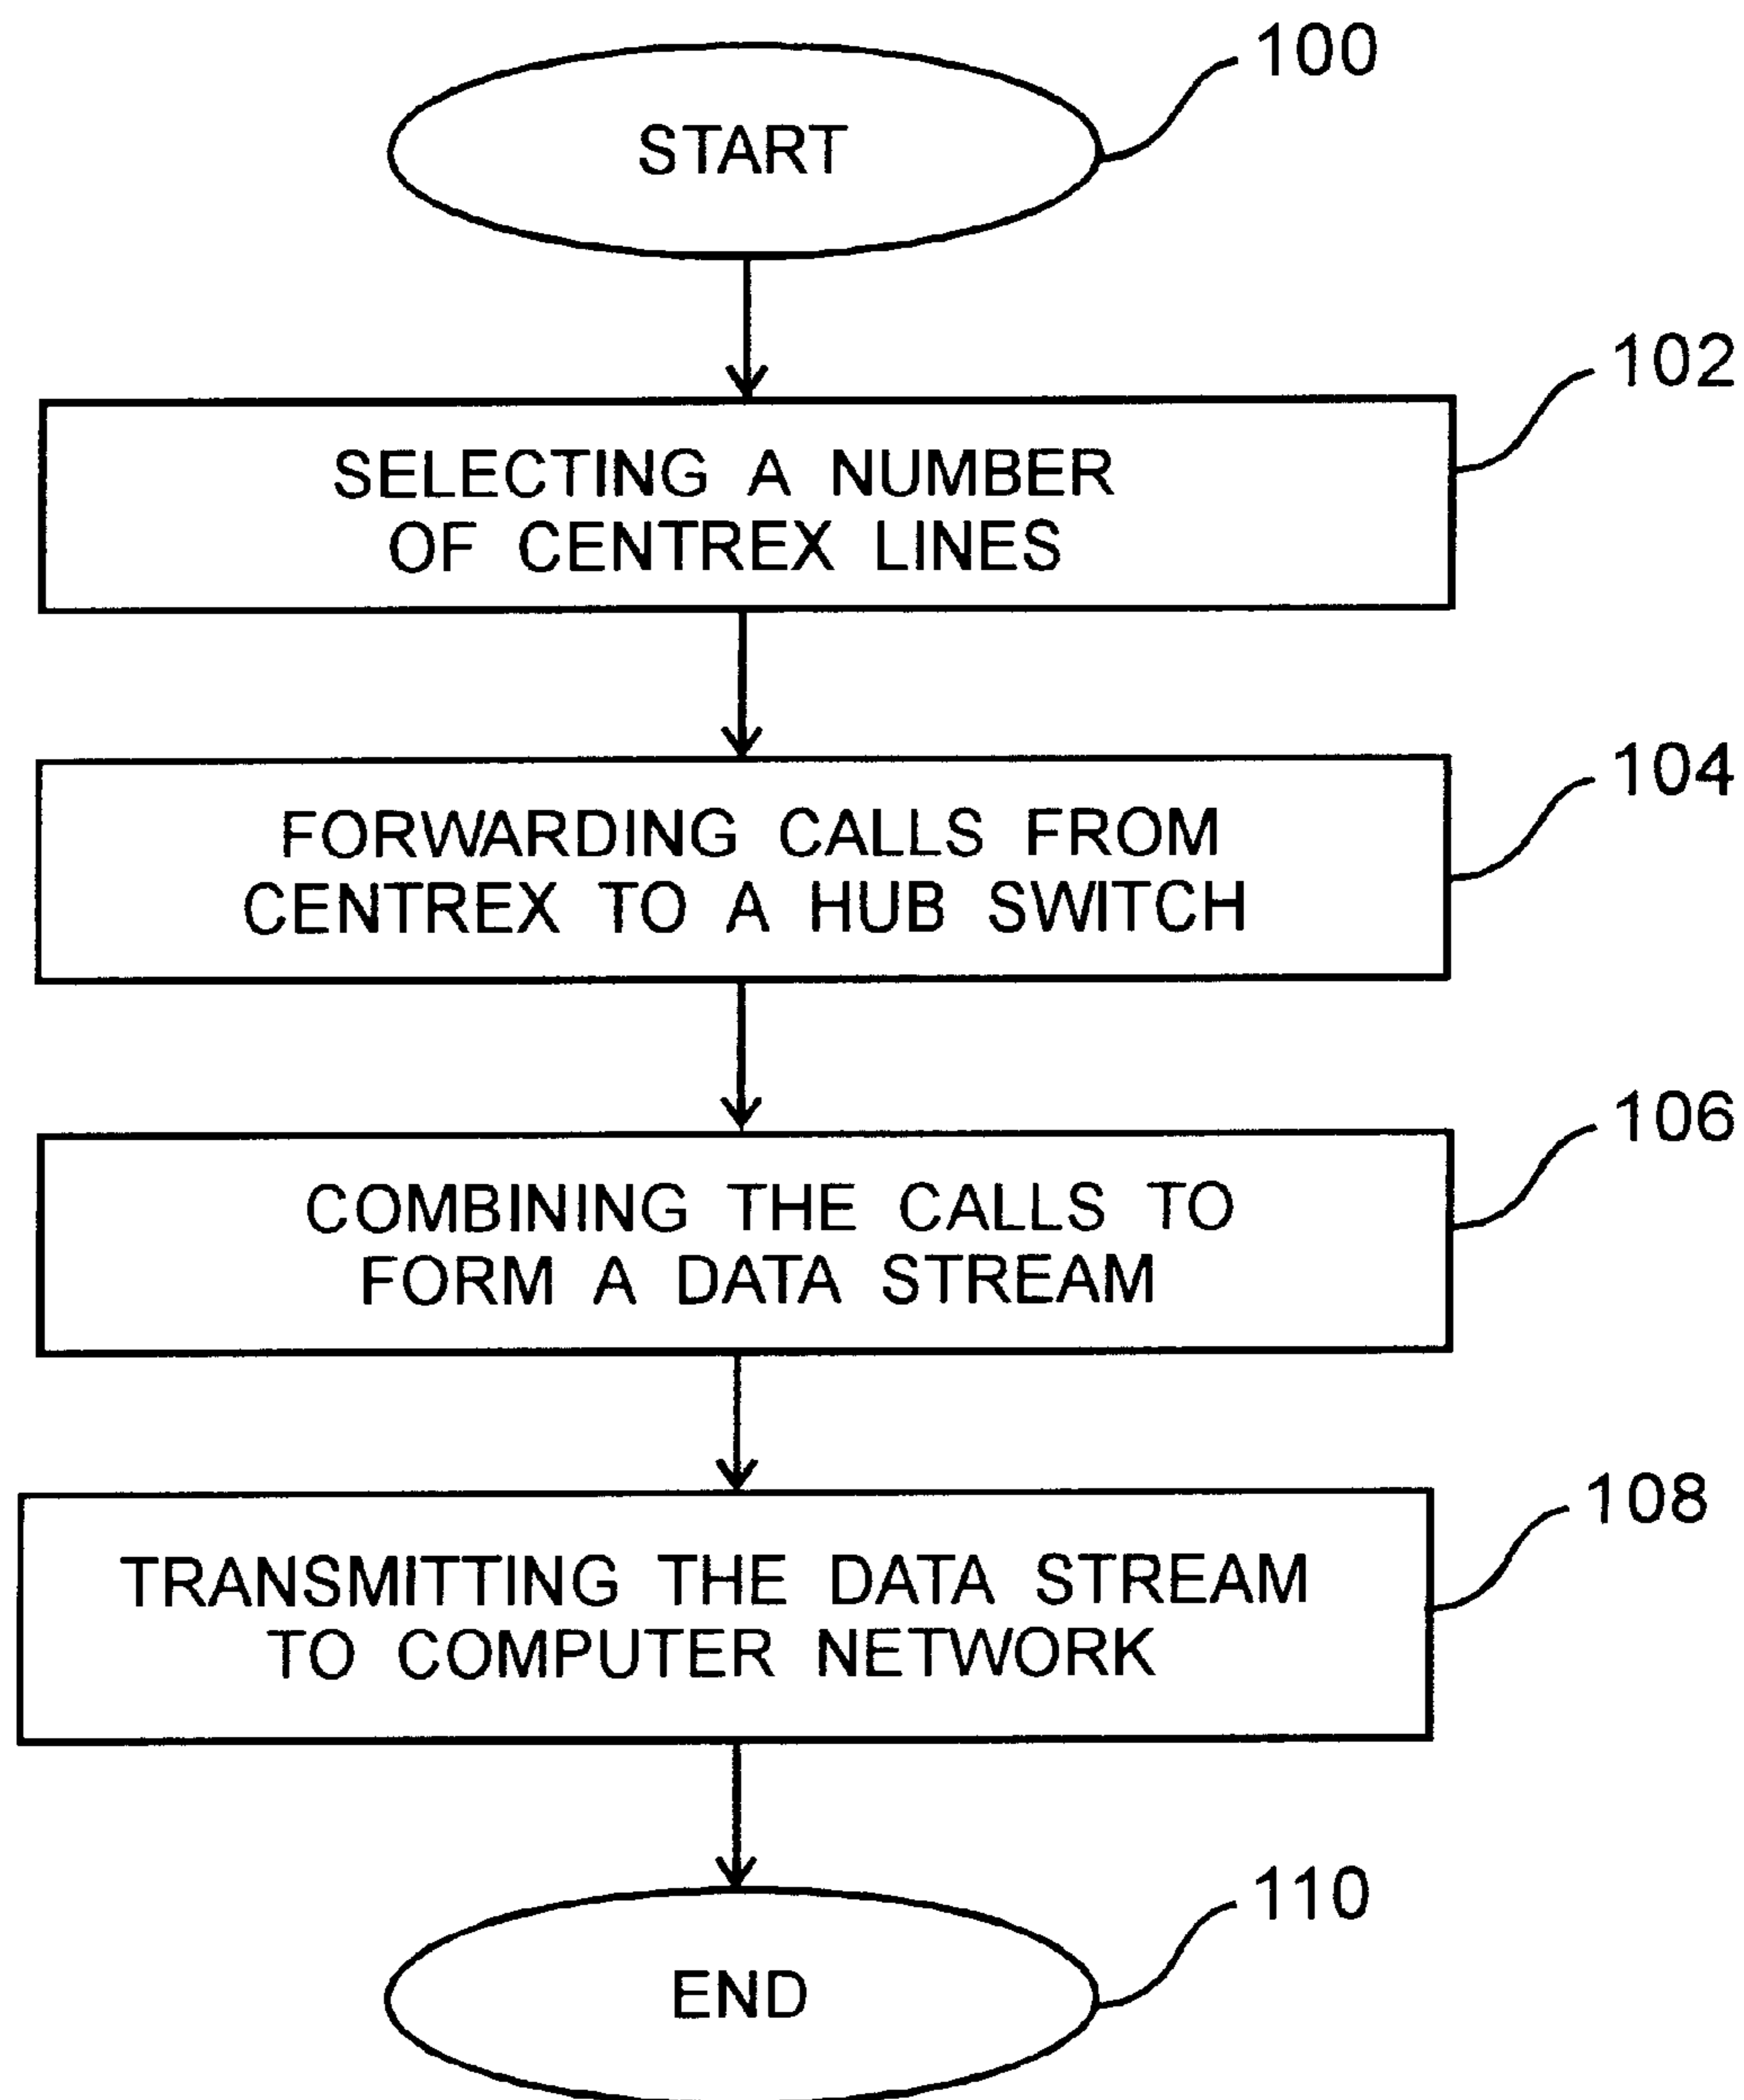 100
START
102
SELECTING A NUMBER
OF CENTREX LINES
104
FORWARDING CALLS FROM
CENTREX TO A HUB SWITCH
106
COMBINING THE CALLS TO
FORM A DATA STREAM
108
TRANSMITTING THE DATA STREAM
TO COMPUTER NETWORK
110
END